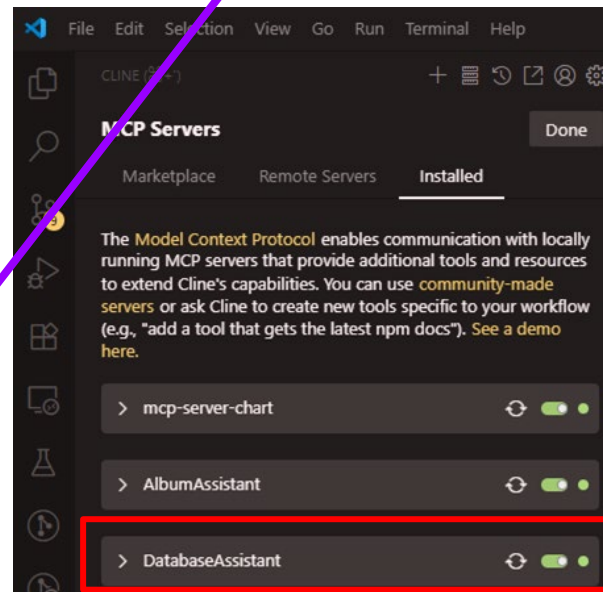 File Edit Selection View Go Run Terminal Help
CLINE (⌘+')
MCP Servers
Done
Marketplace Remote Servers Installed
The Model Context Protocol enables communication with locally
running MCP servers that provide additional tools and resources
to extend Cline's capabilities. You can use community-made
servers or ask Cline to create new tools specific to your workflow
(e.g., "add a tool that gets the latest npm docs"). See a demo
here.
mcp-server-chart
AlbumAssistant
DatabaseAssistant